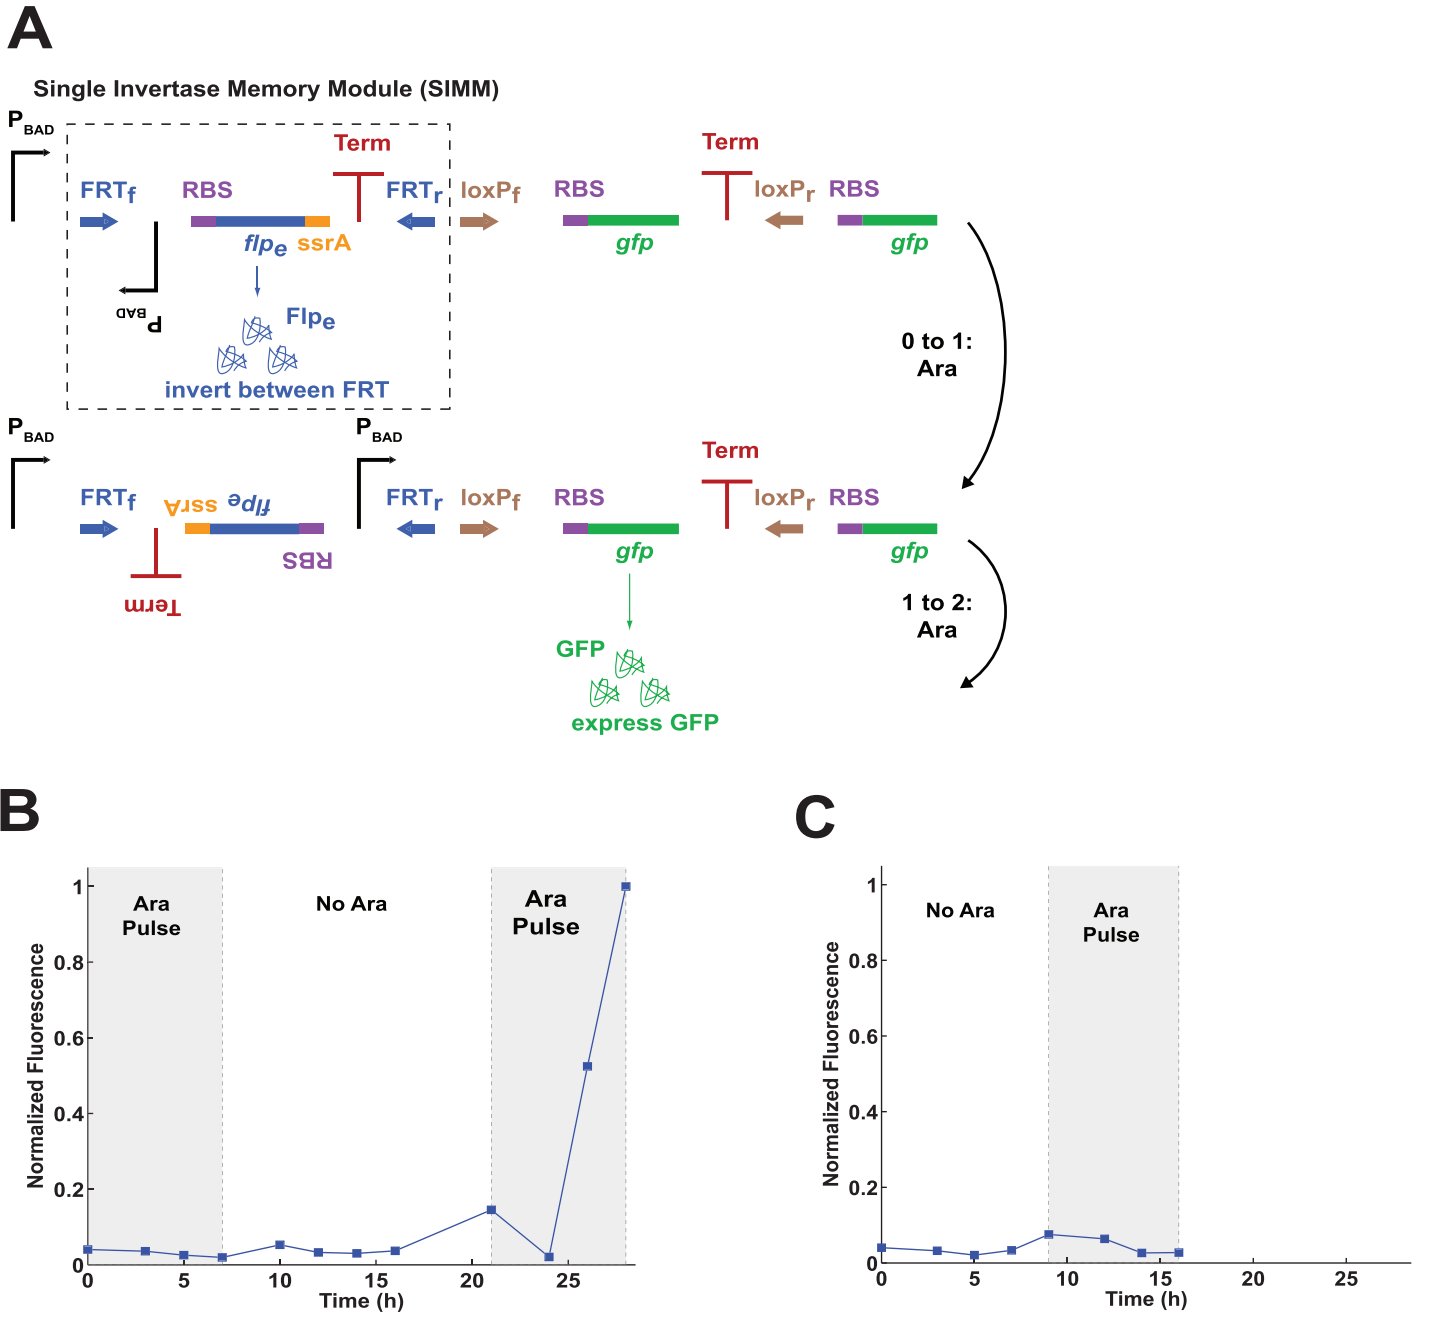 A
Single Invertase Memory Module (SIMM)
PBAD
Term
Term
FRTf RBS FRTr loxPf RBS loxPr RBS
flpe ssrA gfp gfp
PBAD
Flpe
invert between FRT
0 to 1:
Ara
PBAD PBAD
Term
FRTf ssrA flpe FRTr loxPf RBS loxPr RBS
RBS gfp gfp
Term
1 to 2:
Ara
GFP
express GFP
B
Ara
Pulse
No Ara
Ara
Pulse
Normalized Fluorescence
1
0.8
0.6
0.4
0.2
0
0 5 10 15 20 25
Time (h)
C
No Ara
Ara
Pulse
Normalized Fluorescence
1
0.8
0.6
0.4
0.2
0
0 5 10 15 20 25
Time (h)